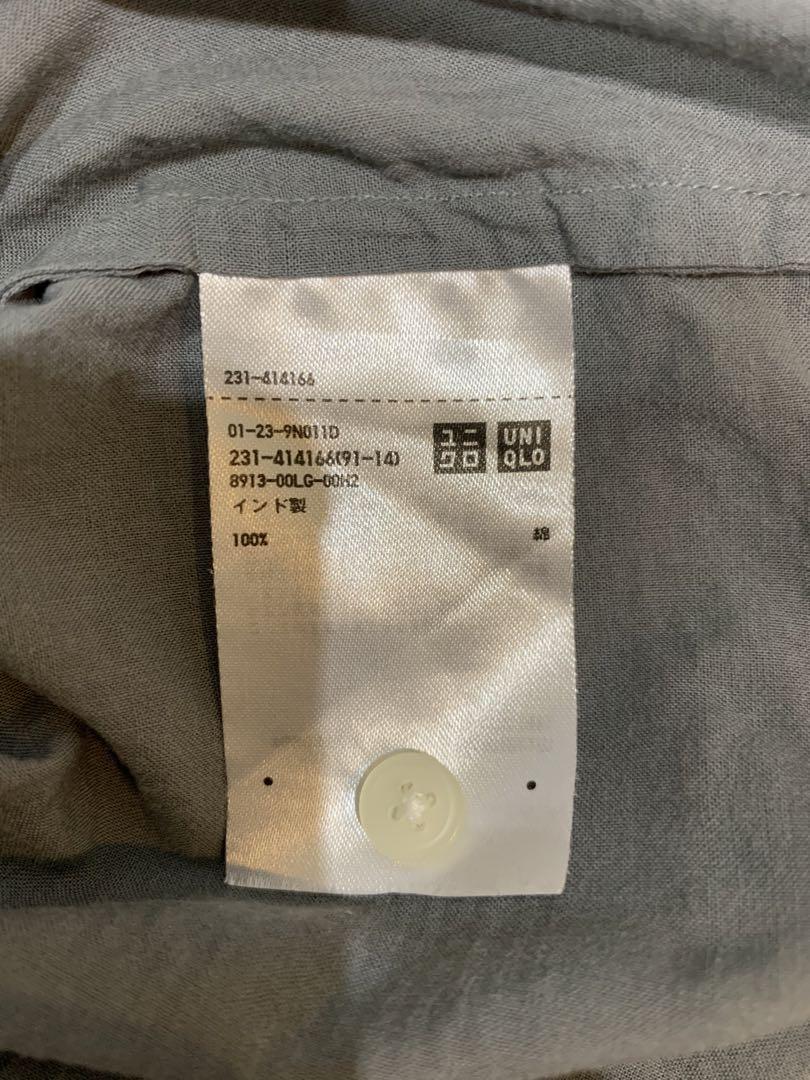 231-414166
01-23-9N011D
231-414166(91-14)
8913-00LG-00H2
インド製
100% 綿
ユニ
クロ
UNI
QLO